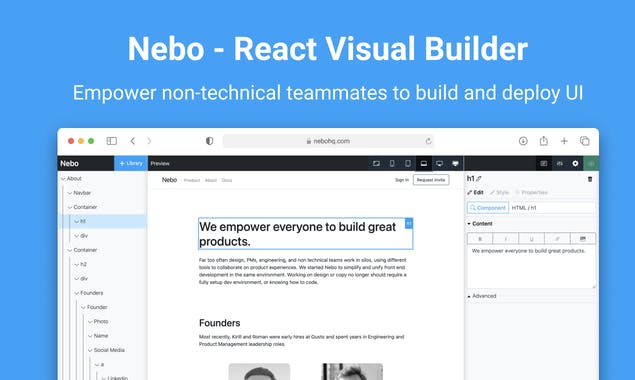 Nebo - React Visual Builder
Empower non-technical teammates to build and deploy UI
nebohq.com
Nebo
+ Library
Preview
About
Navbar
Container
h1
div
Container
h2
div
Founders
Founder
Photo
Name
Social Media
a
LinkedIn
Nebo Product About Docs Sign in Request invite
We empower everyone to build great
products.
h1
Far too often design, PMs, engineering, and non technical teams work in silos, using different
tools to collaborate on product experiences. We started Nebo to simplify and unify front end
development in the same environment. Working on design or copy no longer should require a
fully setup dev environment, or knowing how to code.
Founders
Most recently, Kirill and Roman were early hires at Gusto and spent years in Engineering and
Product Management leadership roles.
h1
Edit Style Properties
Component HTML / h1
Content
B I U
We empower everyone to build great products.
Advanced